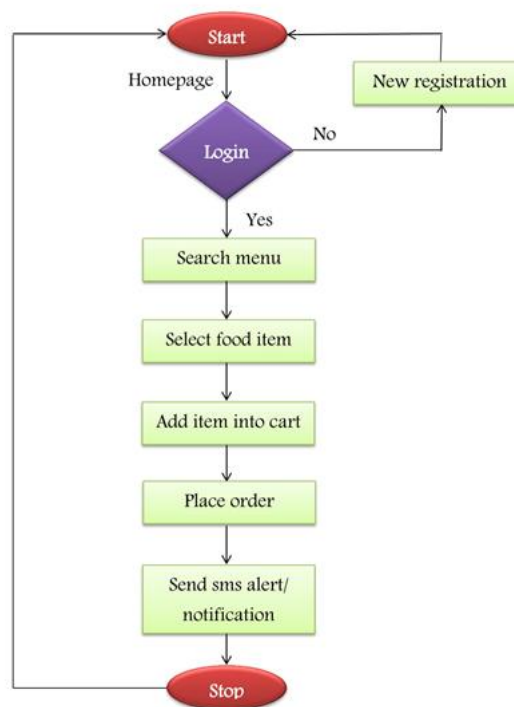 Start
Homepage
New registration
Login
No
Yes
Search menu
Select food item
Add item into cart
Place order
Send sms alert/
notification
Stop